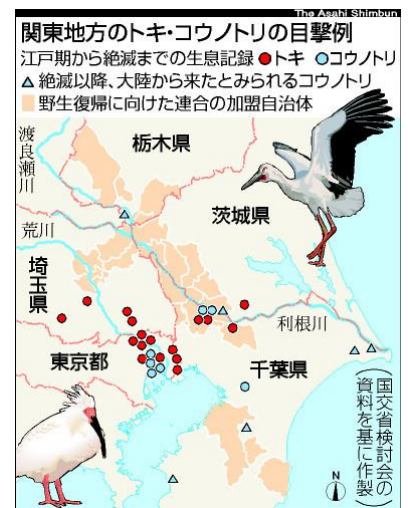 The Asahi Shimbun
関東地方のトキ・コウノトリの目撃例
江戸期から絶滅までの生息記録 トキ コウノトリ
絶滅以降、大陸から来たとみられるコウノトリ
野生復帰に向けた連合の加盟自治体
渡良瀬川
栃木県
荒川
茨城県
埼玉県
利根川
東京都
千葉県
(国交省検討会の
資料を基に作製)
N